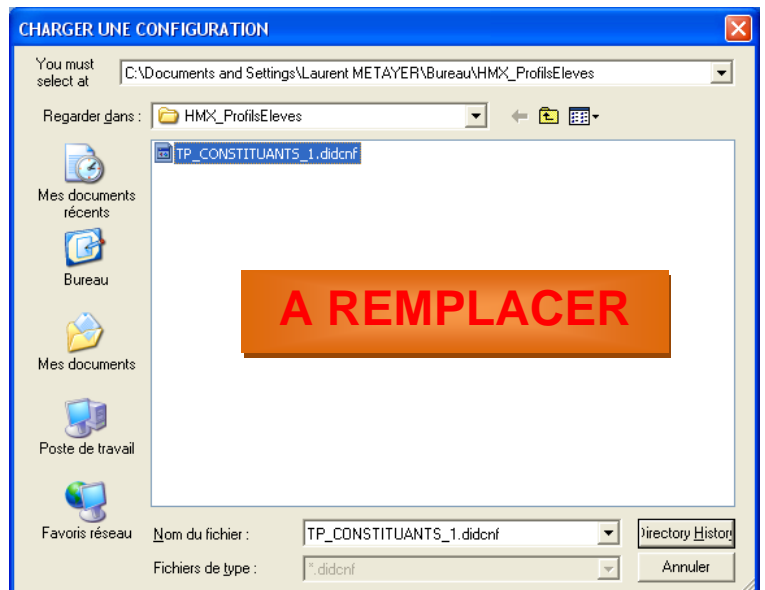 CHARGER UNE CONFIGURATION
You must
select at
C:\Documents and Settings\Laurent METAYER\Bureau\HMX_ProfilsEleves
Regarder dans :
HMX_ProfilsEleves
TP_CONSTITUANTS_1.didcnf
Mes documents
récents
Bureau
A REMPLACER
Mes documents
Poste de travail
Favoris réseau
Nom du fichier :
TP_CONSTITUANTS_1.didcnf
Directory History
Fichiers de type :
*.didcnf
Annuler